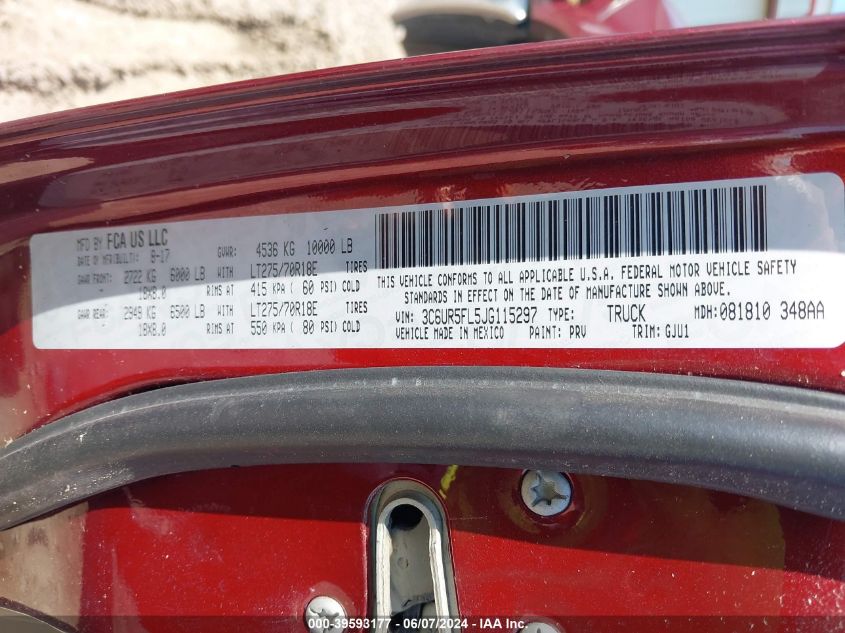 MFD BY FCA US LLC
DATE OF MFR(BUILT): 8-17 GVWR: 4536 KG 10000 LB
GAWR FRONT: 2722 KG 6000 LB WITH LT275/70R18E TIRES
18X8.0 RIMS AT 415 KPA ( 60 PSI) COLD
GAWR REAR: 2949 KG 6500 LB WITH LT275/70R18E TIRES
18X8.0 RIMS AT 550 KPA ( 80 PSI) COLD
THIS VEHICLE CONFORMS TO ALL APPLICABLE U.S.A. FEDERAL MOTOR VEHICLE SAFETY
STANDARDS IN EFFECT ON THE DATE OF MANUFACTURE SHOWN ABOVE.
VIN: 3C6UR5FL5JG115297 TYPE: TRUCK MDH: 081810 348AA
VEHICLE MADE IN MEXICO PAINT: PRV TRIM: GJU1
000-39593177 - 06/07/2024 - IAA Inc.